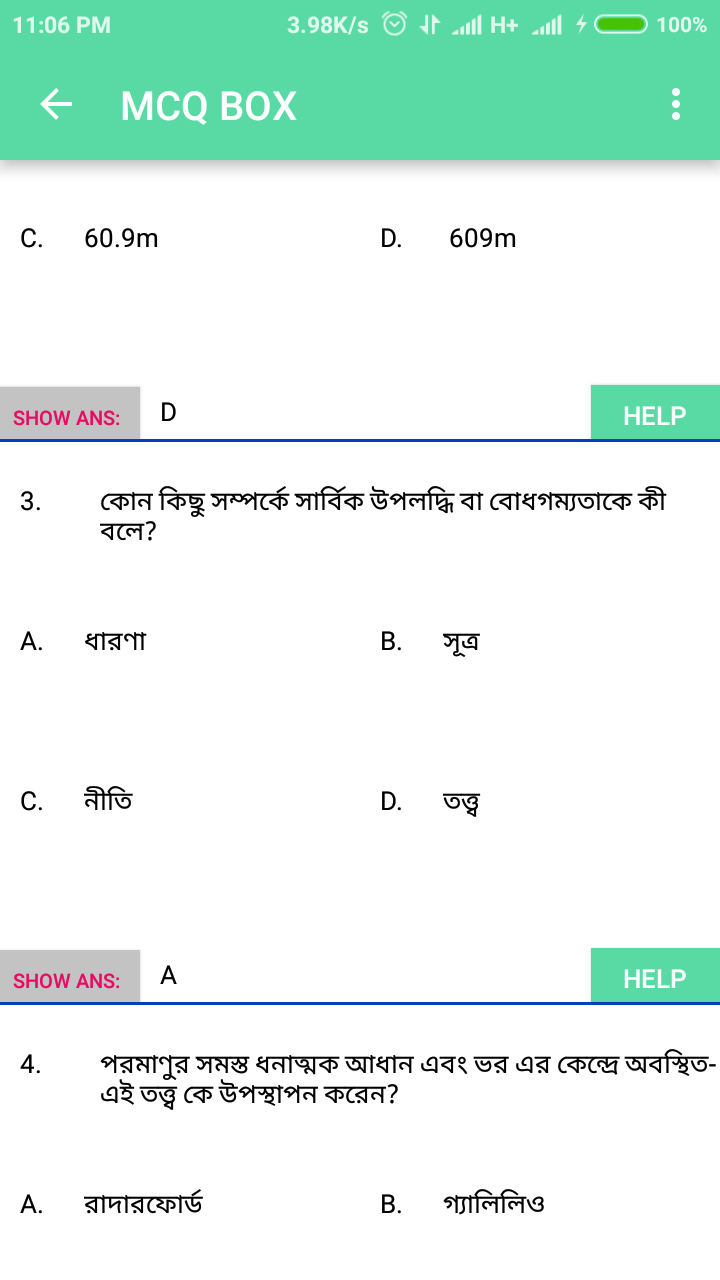 11:06 PM 3.98K/s H+ 100%
MCQ BOX
C. 60.9m D. 609m
SHOW ANS: D HELP
3. কোন কিছু সম্পর্কে সার্বিক উপলদ্ধি বা বোধগম্যতাকে কী
বলে?
A. ধারণা B. সূত্র
C. নীতি D. তত্ত্ব
SHOW ANS: A HELP
4. পরমাণুর সমস্ত ধনাত্মক আধান এবং ভর এর কেন্দ্রে অবস্থিত-
এই তত্ত্ব কে উপস্থাপন করেন?
A. রাদারফোর্ড B. গ্যালিলিও